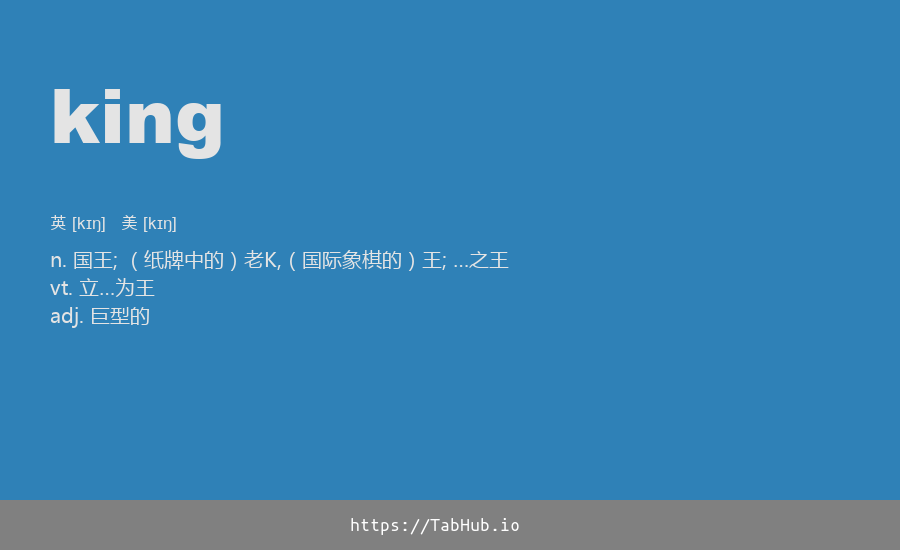 king
英 [kɪŋ] 美 [kɪŋ]
n. 国王; （纸牌中的）老K,（国际象棋的）王; …之王
vt. 立…为王
adj. 巨型的
https://TabHub.io